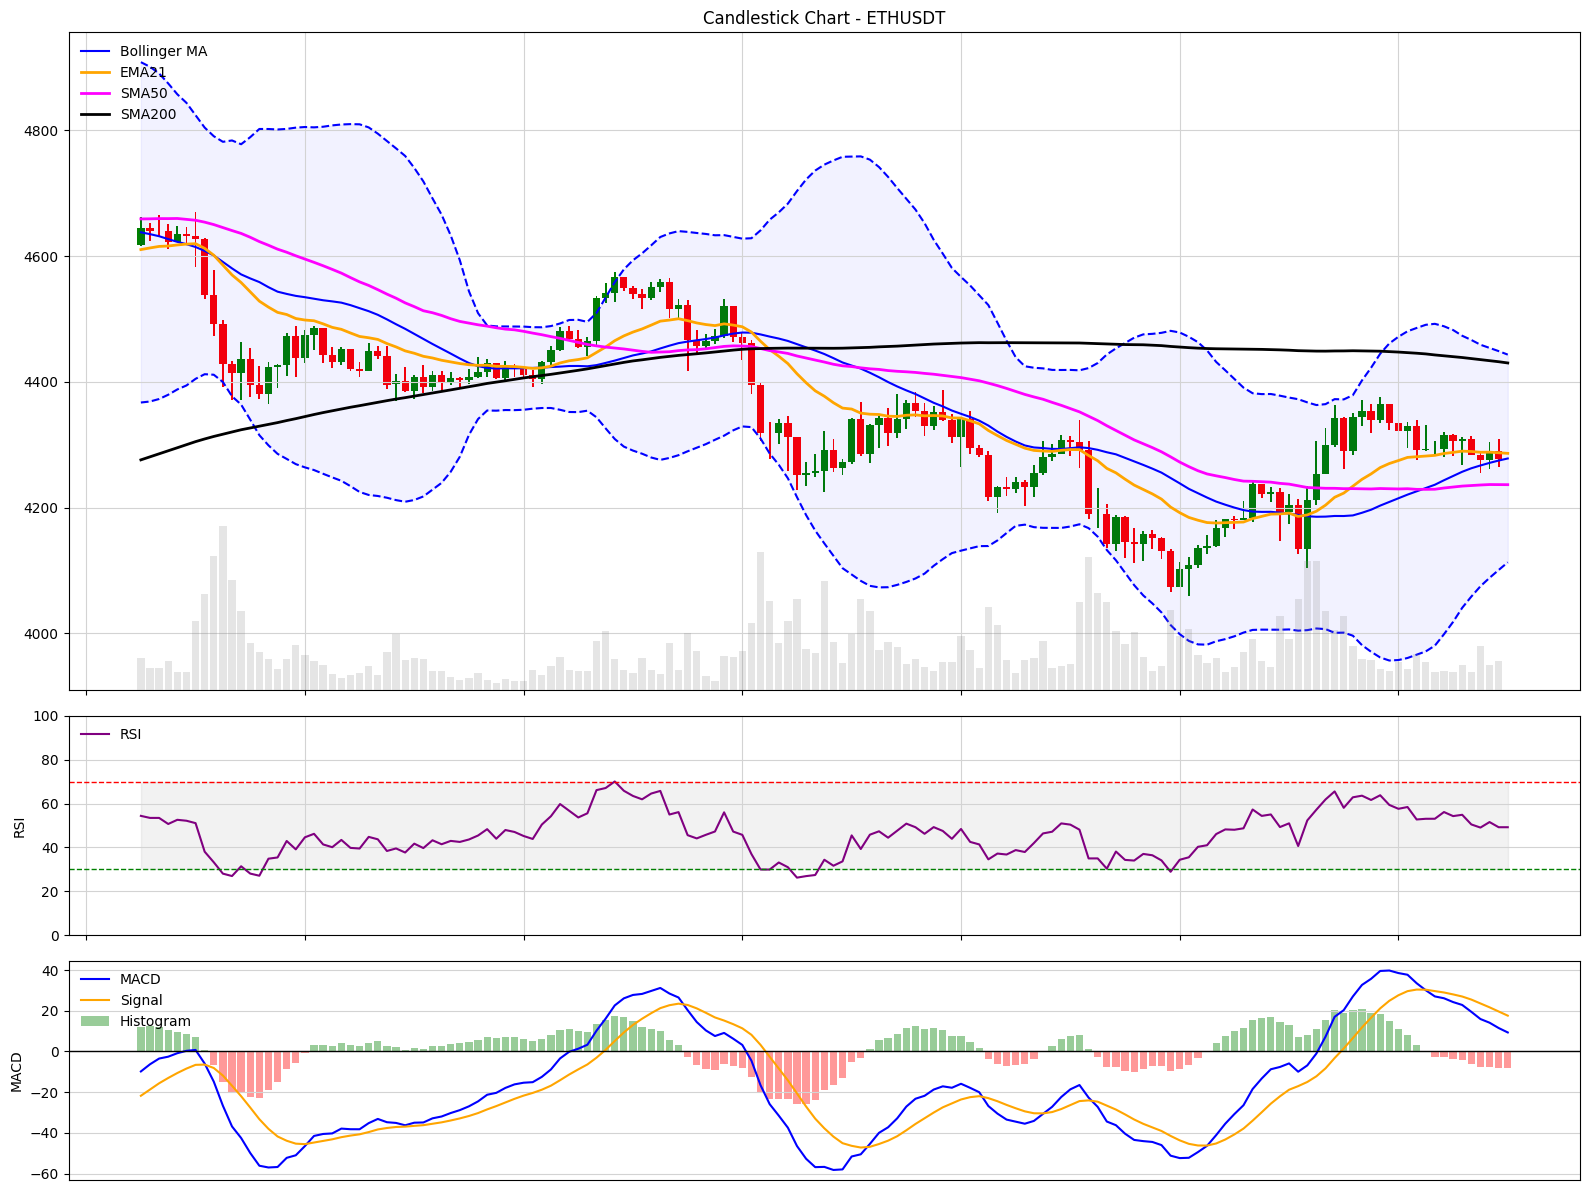 Candlestick Chart - ETHUSDT
Bollinger MA
EMA21
SMA50
SMA200
4800
4600
4400
4200
4000
RSI
100
80
60
40
20
0
RSI
MACD
Signal
Histogram
40
20
0
−20
−40
−60
MACD